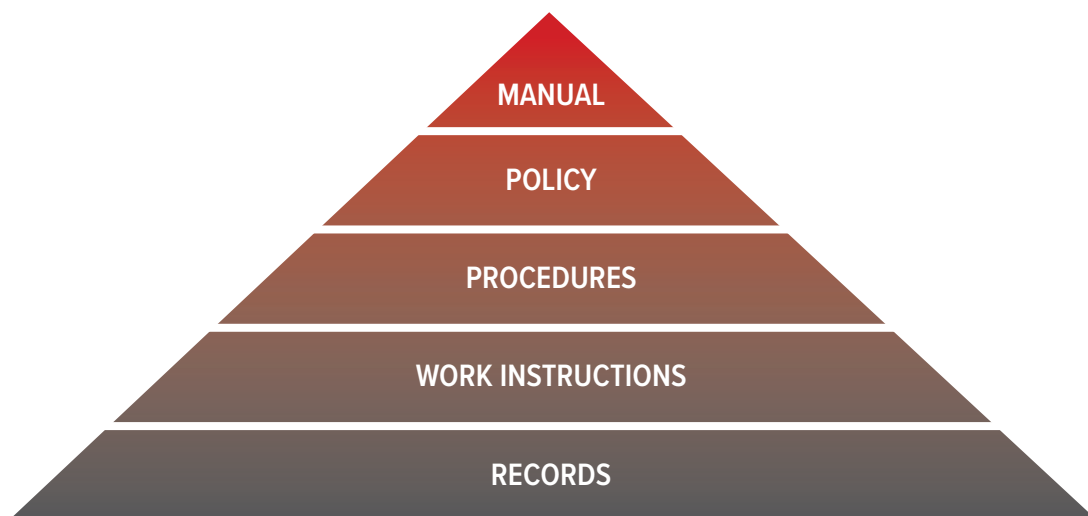 MANUAL
POLICY
PROCEDURES
WORK INSTRUCTIONS
RECORDS